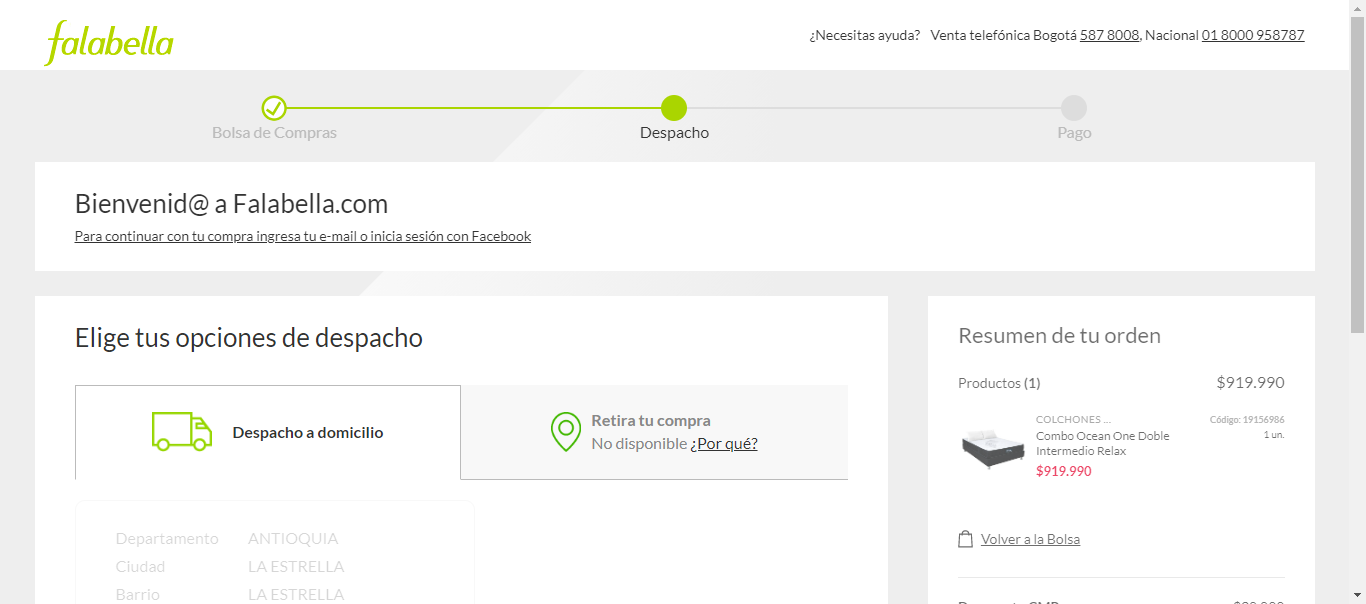 falabella
¿Necesitas ayuda? Venta telefónica Bogotá 587 8008, Nacional 01 8000 958787
Bolsa de Compras
Despacho
Pago
Bienvenid@ a Falabella.com
Para continuar con tu compra ingresa tu e-mail o inicia sesión con Facebook
Elige tus opciones de despacho
Despacho a domicilio
Retira tu compra
No disponible ¿Por qué?
Departamento ANTIOQUIA
Ciudad LA ESTRELLA
Barrio LA ESTRELLA
Resumen de tu orden
Productos (1) $919.990
COLCHONES ... Código: 19156986
Combo Ocean One Doble 1 un.
Intermedio Relax
$919.990
Volver a la Bolsa